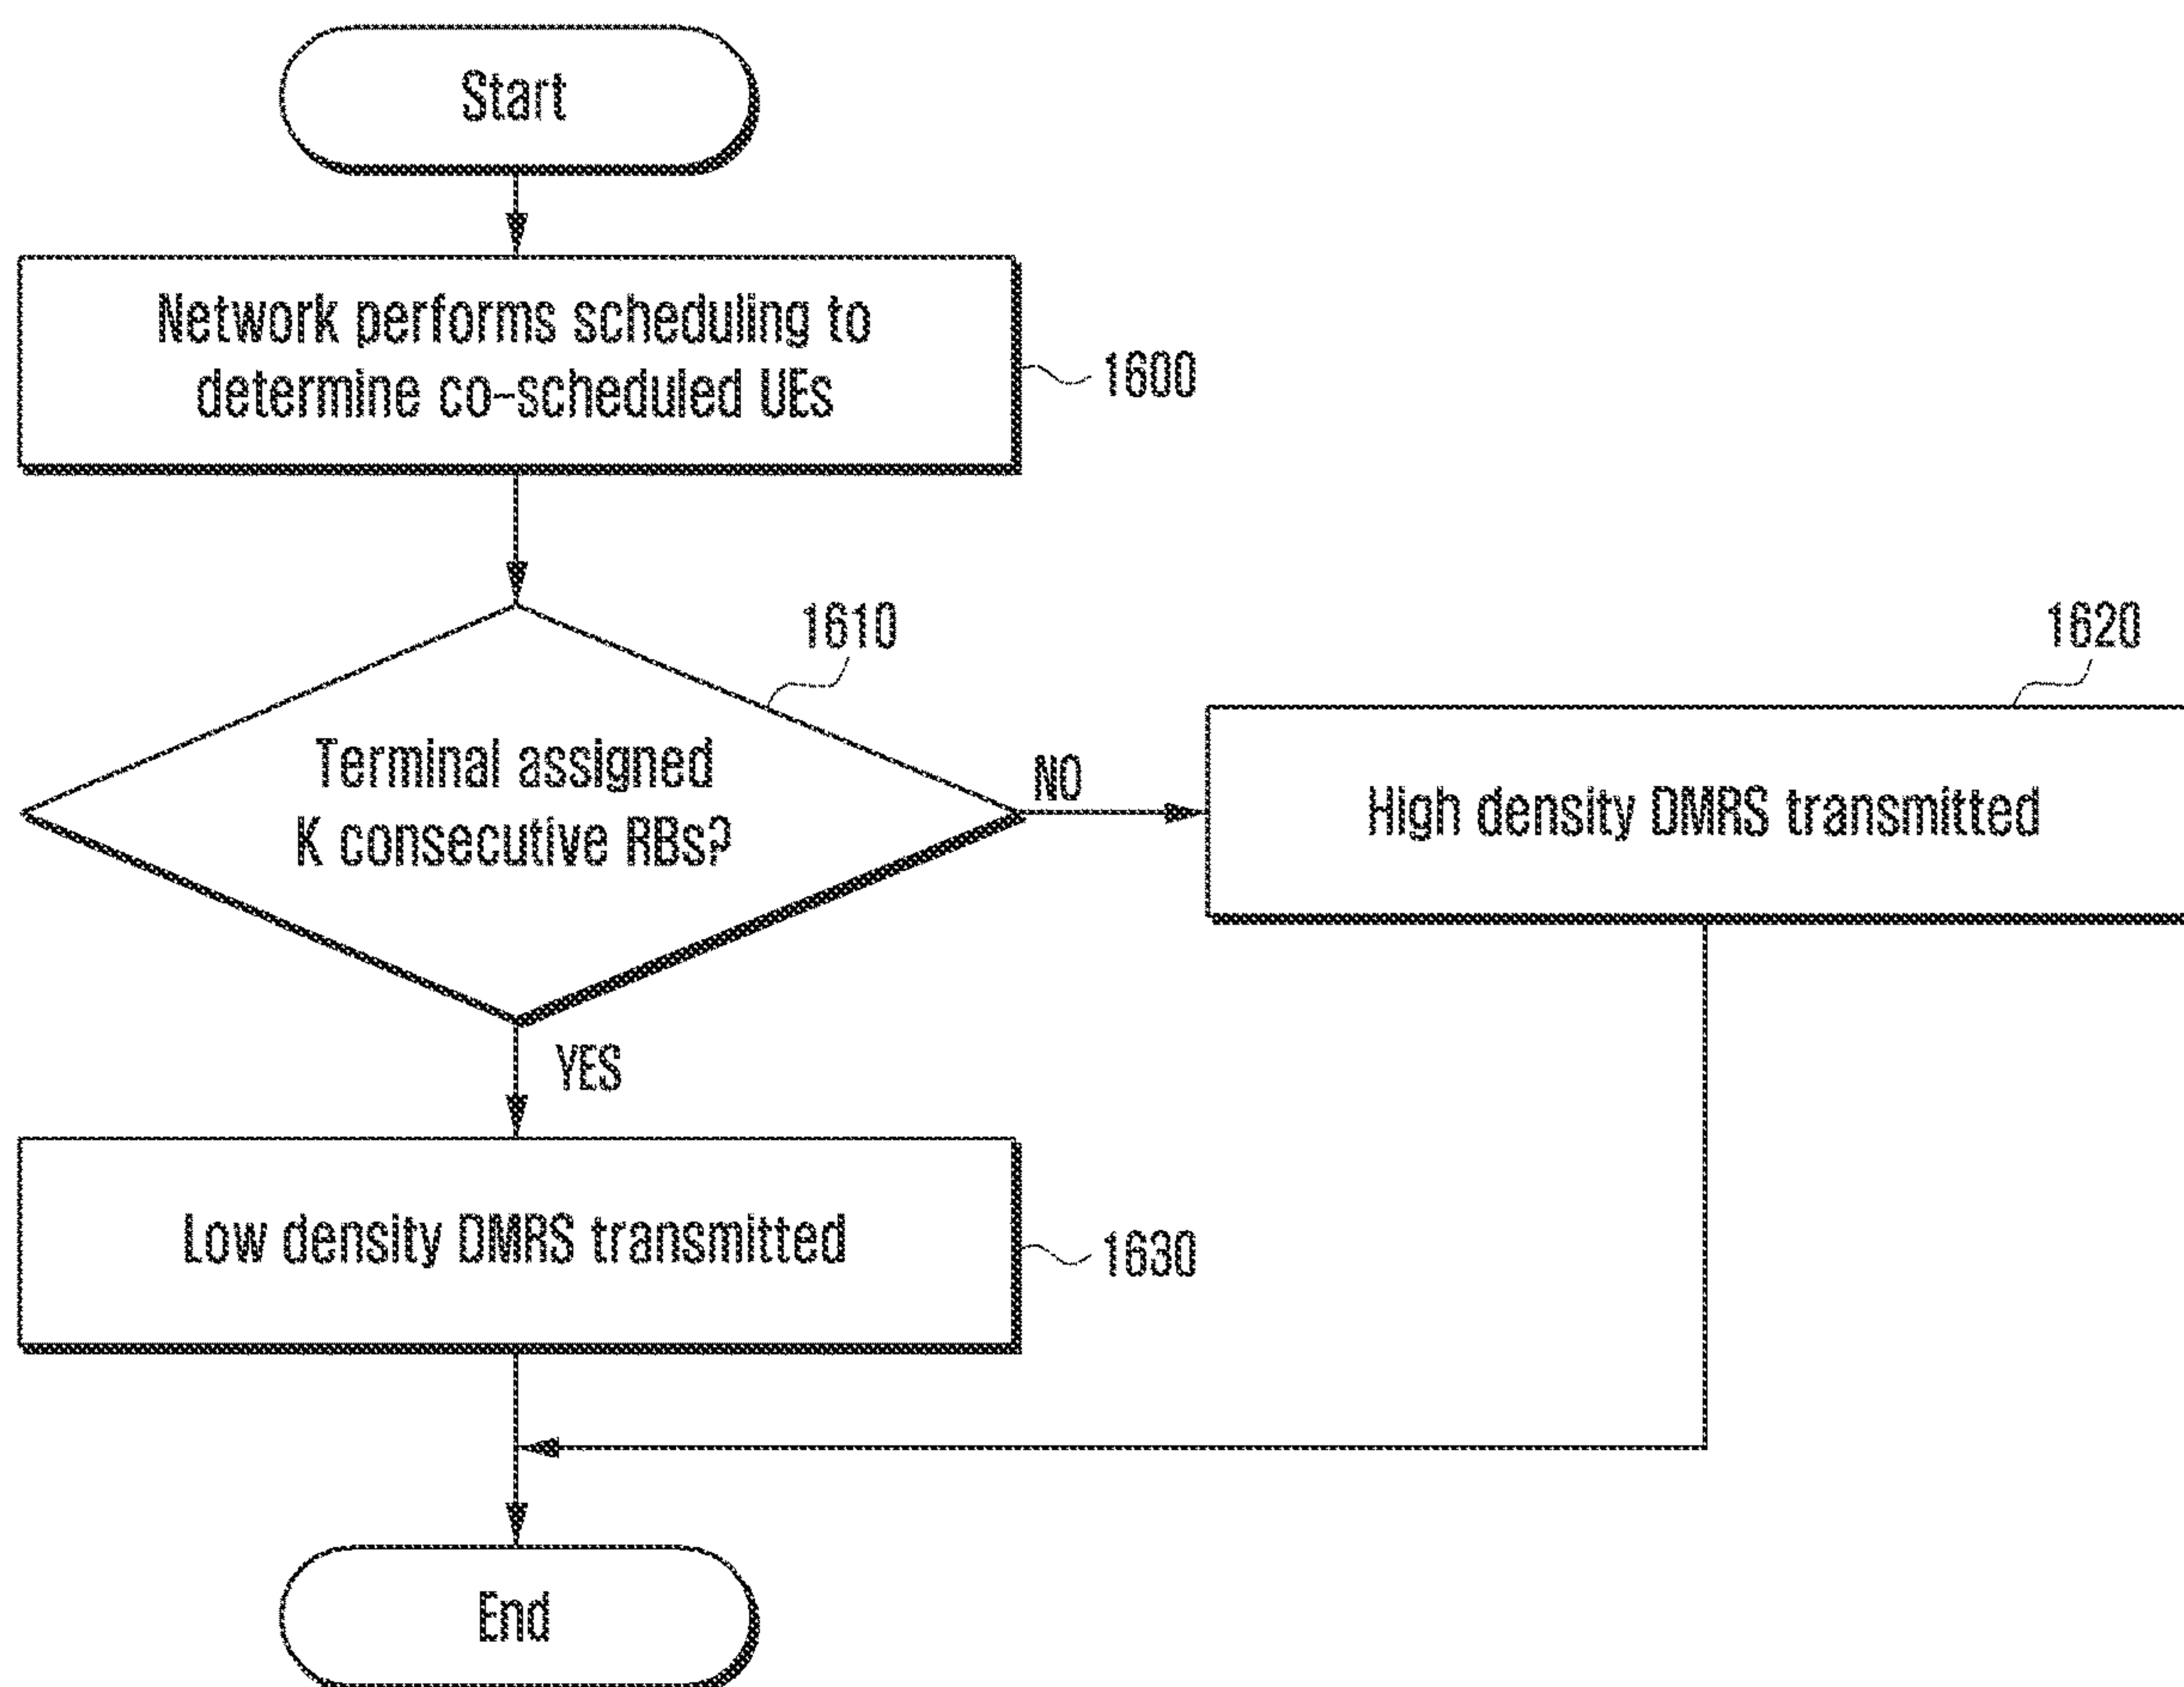 Start
Network performs scheduling to
determine co-scheduled UEs
1600
1610
1620
Terminal assigned
K consecutive RBs?
NO
High density DMRS transmitted
YES
Low density DMRS transmitted
1630
End